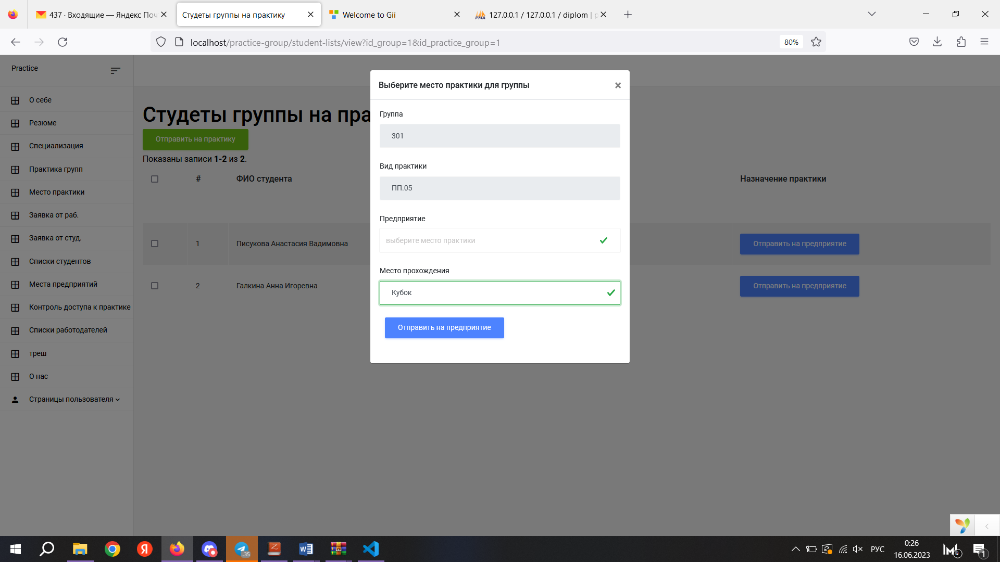 437 · Входящие — Яндекс Поч
Студеты группы на практику
Welcome to Gii
127.0.0.1 / 127.0.0.1 / diplom | p
localhost/practice-group/student-lists/view?id_group=1&id_practice_group=1
80%
Practice
О себе
Резюме
Специализация
Практика групп
Место практики
Заявка от раб.
Заявка от студ.
Списки студентов
Места предприятий
Контроль доступа к практике
Списки работодателей
треш
О нас
Страницы пользователя
Студеты группы на пра
Отправить на практику
Показаны записи 1-2 из 2.
# ФИО студента Назначение практики
1 Писукова Анастасия Вадимовна Отправить на предприятие
2 Галкина Анна Игоревна Отправить на предприятие
Выберите место практики для группы
×
Группа
301
Вид практики
ПП.05
Предприятие
выберите место практики
Место прохождения
Кубок
Отправить на предприятие
РУС
0:26
16.06.2023
1